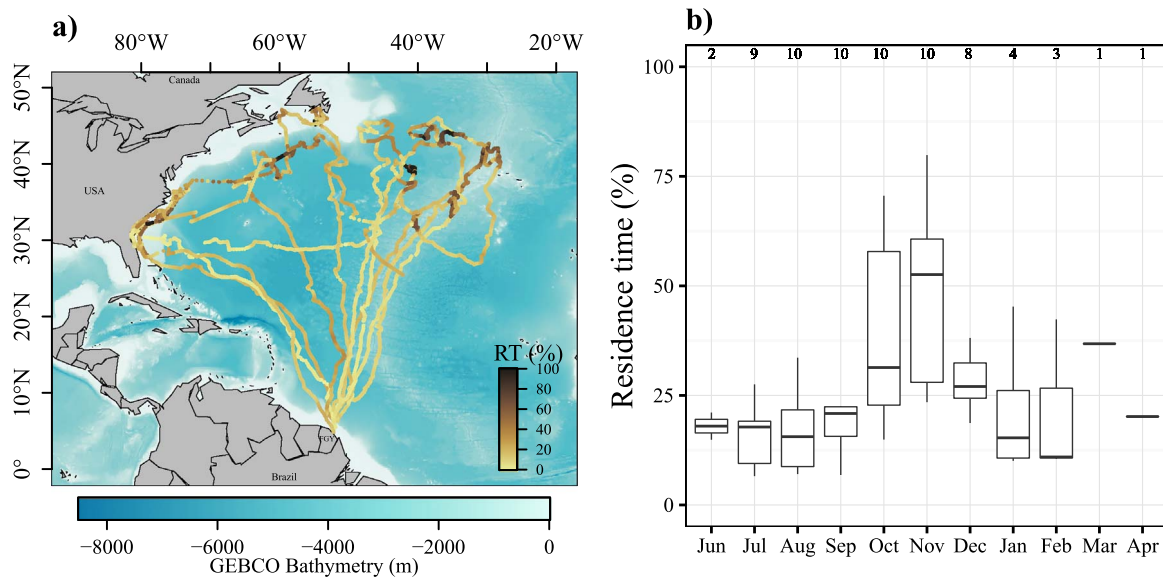 a)
80°W 60°W 40°W 20°W
50°N
40°N
30°N
20°N
10°N
0°
Canada
USA
FGY
Brazil
RT (%)
100
80
60
40
20
0
−8000 −6000 −4000 −2000 0
GEBCO Bathymetry (m)
b)
2 9 10 10 10 10 8 4 3 1 1
Residence time (%)
100
75
50
25
0
Jun Jul Aug Sep Oct Nov Dec Jan Feb Mar Apr